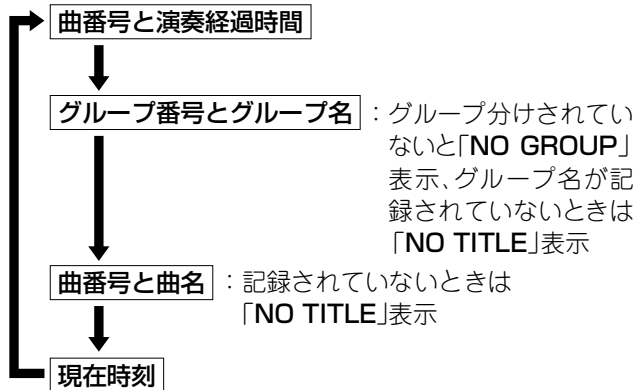 曲番号と演奏経過時間
グループ番号とグループ名：グループ分けされてい
ないと「NO GROUP」
表示、グループ名が記
録されていないときは
「NO TITLE」表示
曲番号と曲名：記録されていないときは
「NO TITLE」表示
現在時刻